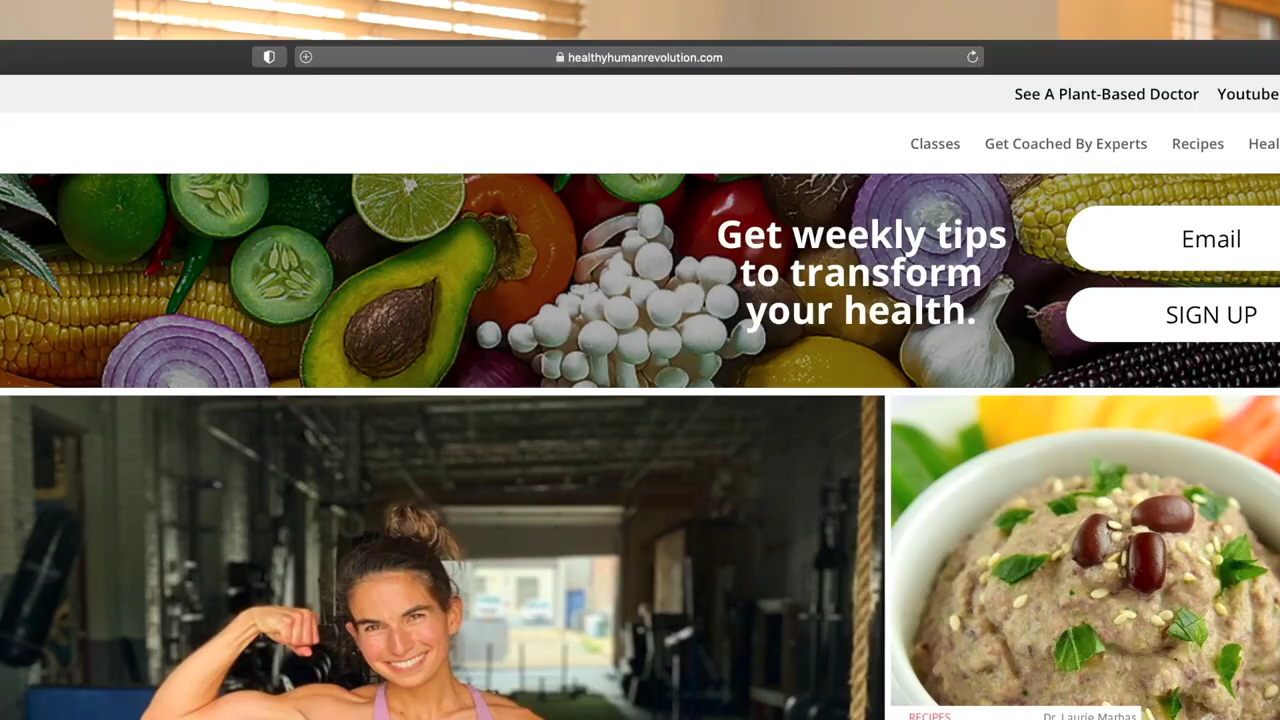 healthyhumanrevolution.com
See A Plant-Based Doctor Youtube
Classes Get Coached By Experts Recipes Heal
Get weekly tips
to transform
your health.
Email
SIGN UP
RECIPES Dr. Laurie Marbas